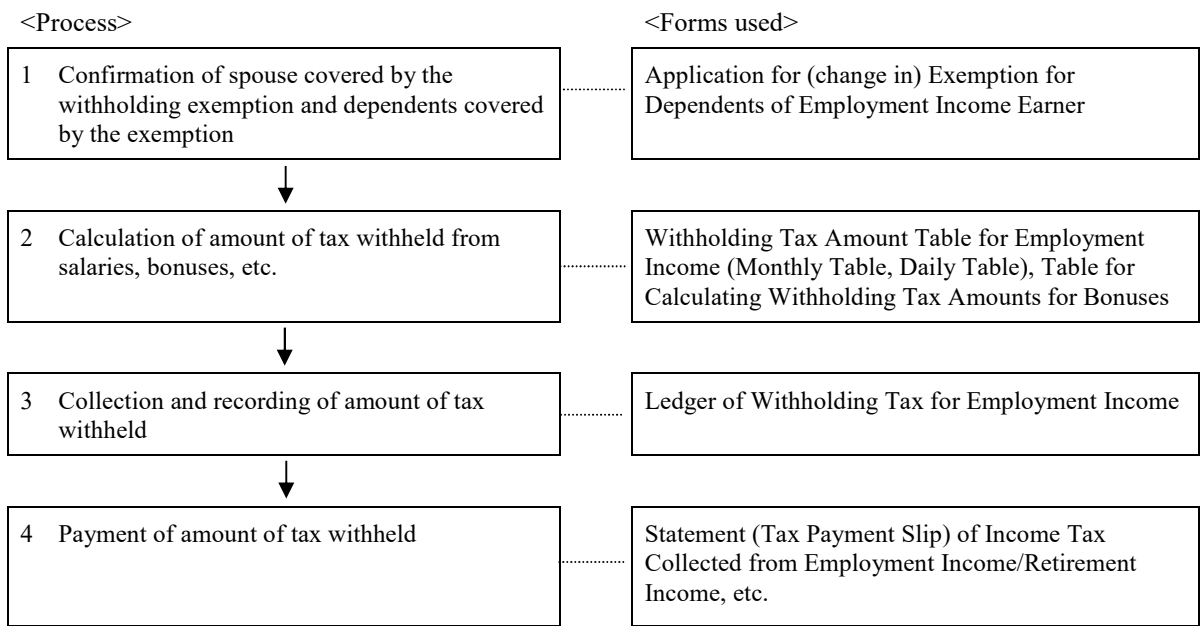 <Process>
<Forms used>
1 Confirmation of spouse covered by the
withholding exemption and dependents covered
by the exemption
Application for (change in) Exemption for
Dependents of Employment Income Earner
2 Calculation of amount of tax withheld from
salaries, bonuses, etc.
Withholding Tax Amount Table for Employment
Income (Monthly Table, Daily Table), Table for
Calculating Withholding Tax Amounts for Bonuses
3 Collection and recording of amount of tax
withheld
Ledger of Withholding Tax for Employment Income
4 Payment of amount of tax withheld
Statement (Tax Payment Slip) of Income Tax
Collected from Employment Income/Retirement
Income, etc.